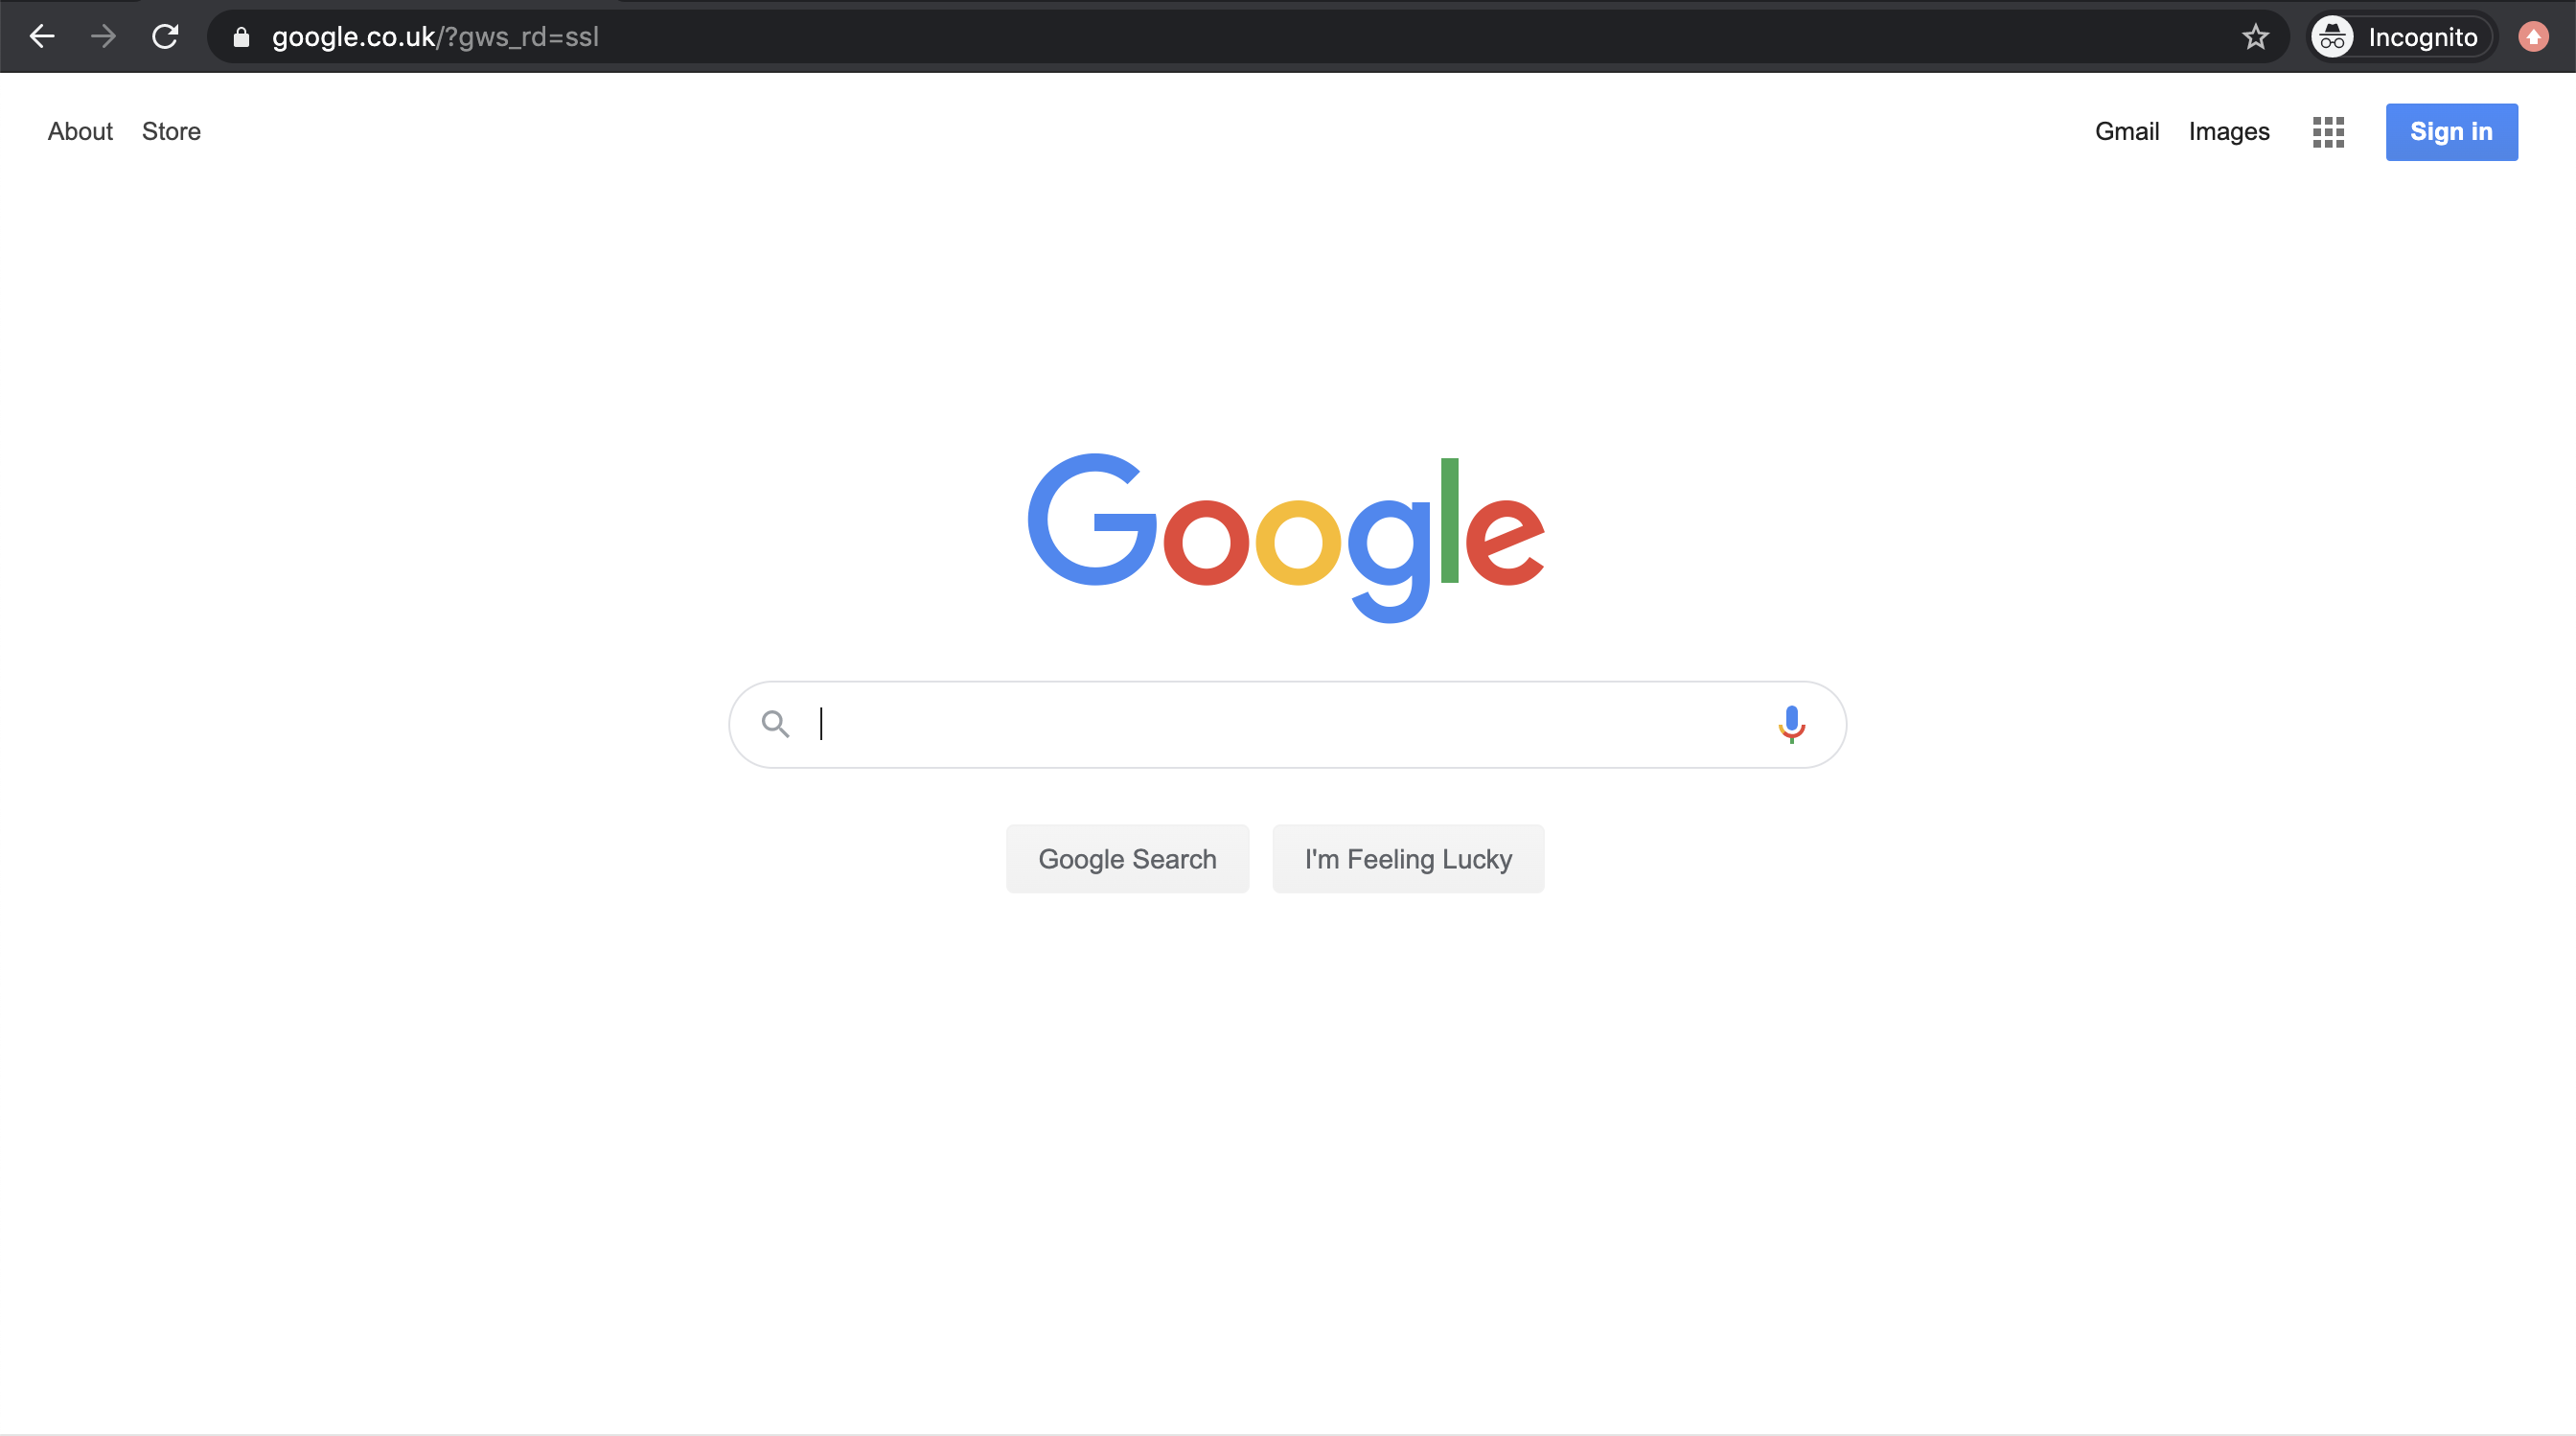 google.co.uk/?gws_rd=ssl Incognito
About Store Gmail Images Sign in
Google
Google Search I'm Feeling Lucky